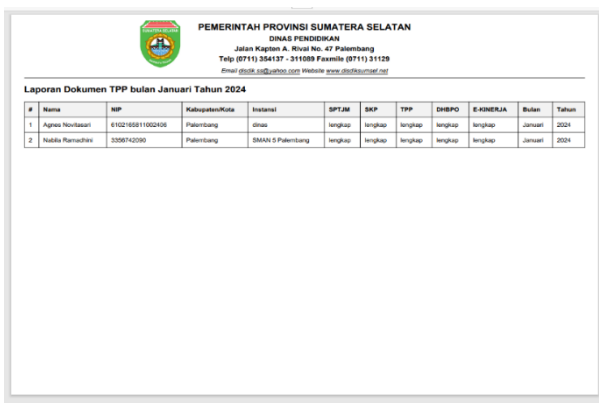 PEMERINTAH PROVINSI SUMATERA SELATAN
DINAS PENDIDIKAN
Jalan Kapten A. Rivai No. 47 Palembang
Telp (0711) 354137 - 311089 Faxmile (0711) 31129
Email disdik.ss@yahoo.com Website www.disdiksumsel.net
Laporan Dokumen TPP bulan Januari Tahun 2024
# Nama NIP Kabupaten/Kota Instansi SPTJM SKP TPP DHBPO E-KINERJA Bulan Tahun
1 Agnes Novitasari 6102165811002406 Palembang dinas lengkap lengkap lengkap lengkap lengkap Januari 2024
2 Nabila Ramadhini 3356742090 Palembang SMAN 5 Palembang lengkap lengkap lengkap lengkap lengkap Januari 2024